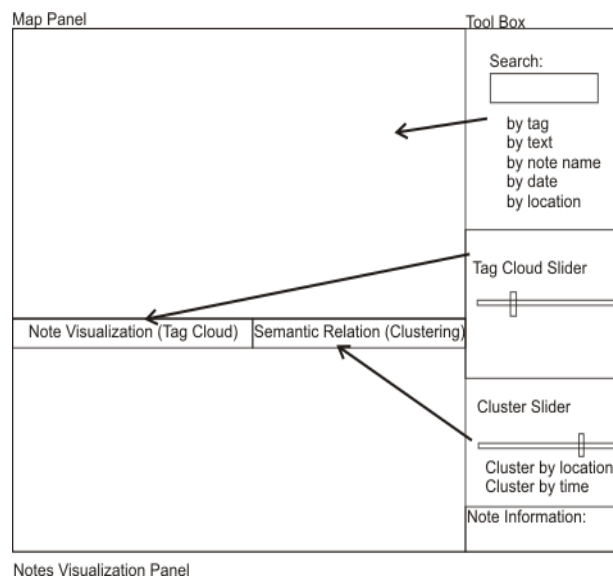 Map Panel
Tool Box
Search:
by tag
by text
by note name
by date
by location
Tag Cloud Slider
Note Visualization (Tag Cloud)
Semantic Relation (Clustering)
Cluster Slider
Cluster by location
Cluster by time
Note Information:
Notes Visualization Panel